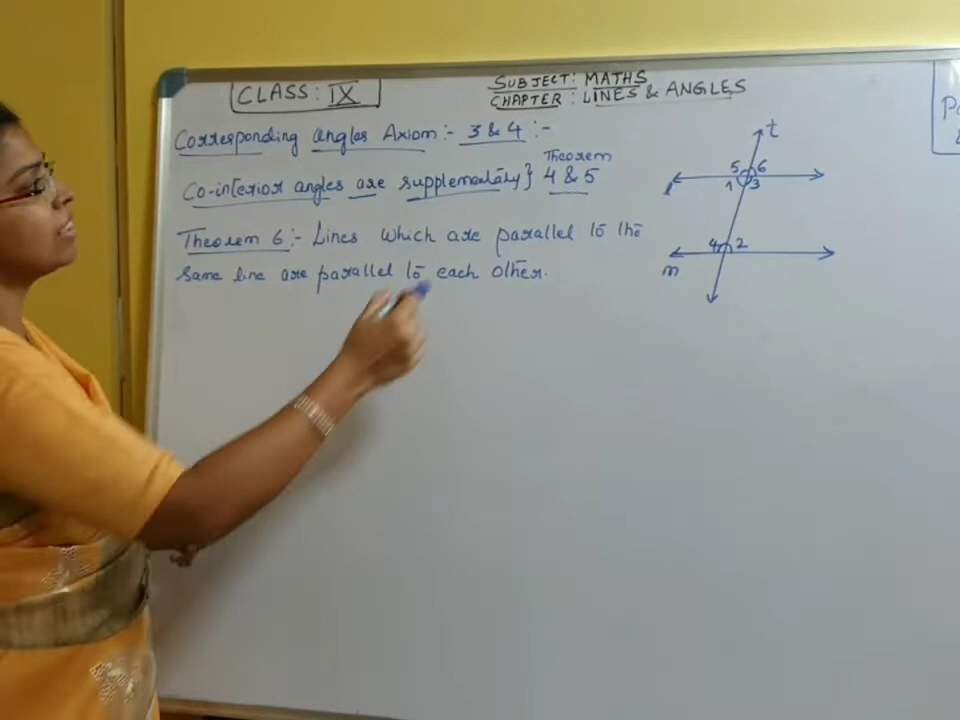 CLASS: IX
SUBJECT: MATHS
CHAPTER: LINES & ANGLES
Corresponding angles Axiom:- 3 & 4 :-
Co-interior angles are supplementary} Theorem 4 & 5
Theorem 6:- Lines which are parallel to the
same line are parallel to each other.
t
5 6
l 1 3
4 2
m